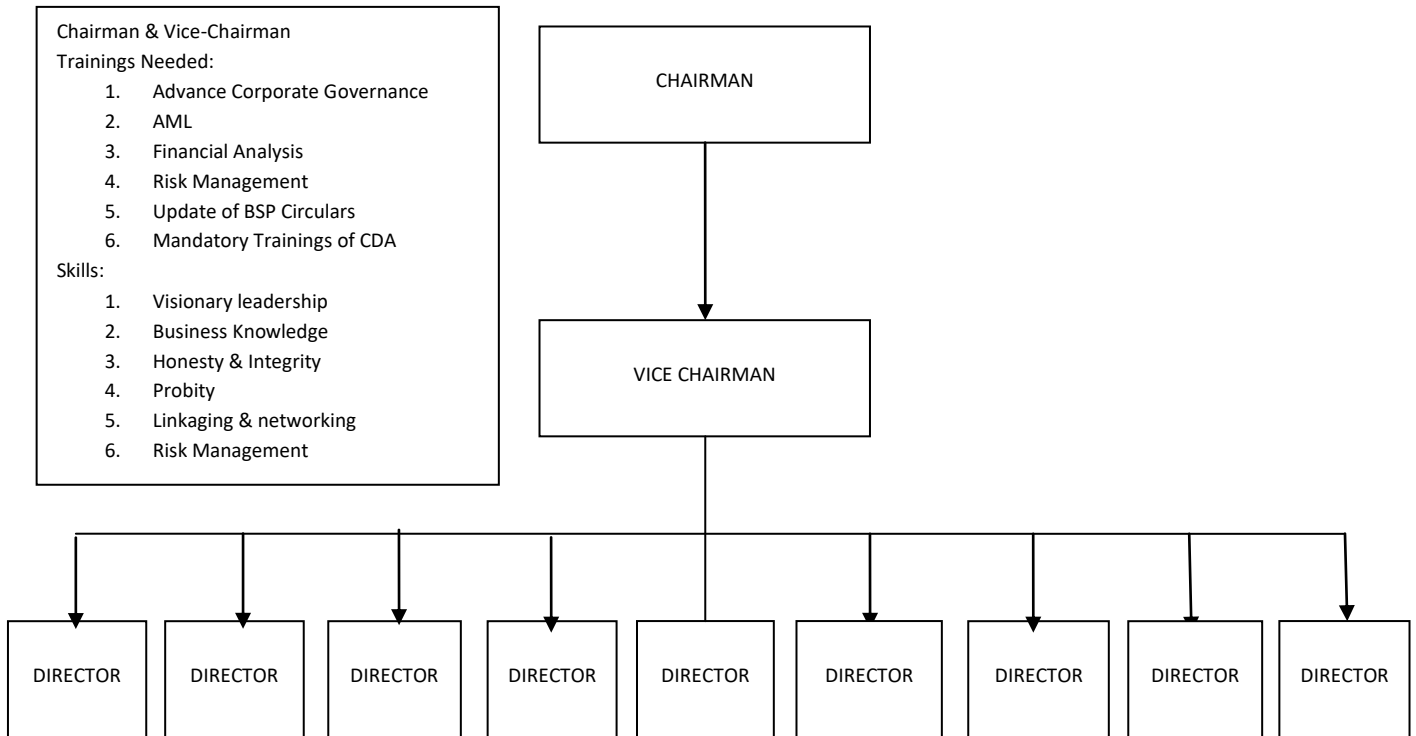 Chairman & Vice-Chairman
Trainings Needed:
1. Advance Corporate Governance
2. AML
3. Financial Analysis
4. Risk Management
5. Update of BSP Circulars
6. Mandatory Trainings of CDA
Skills:
1. Visionary leadership
2. Business Knowledge
3. Honesty & Integrity
4. Probity
5. Linkaging & networking
6. Risk Management
CHAIRMAN
VICE CHAIRMAN
DIRECTOR
DIRECTOR
DIRECTOR
DIRECTOR
DIRECTOR
DIRECTOR
DIRECTOR
DIRECTOR
DIRECTOR